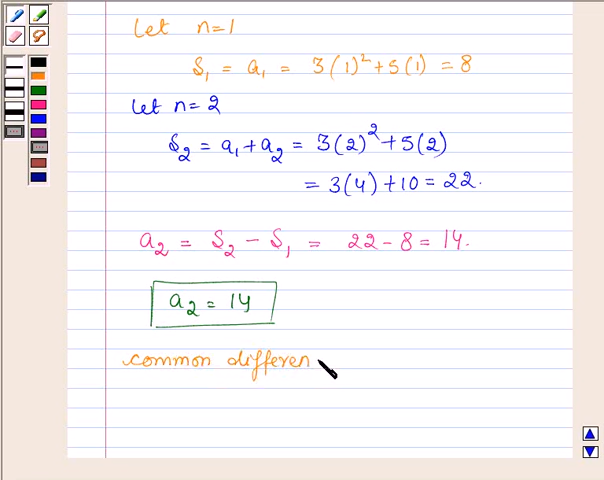 Let n=1
S₁ = a₁ = 3(1)²+5(1) = 8
Let n=2
S₂ = a₁+a₂ = 3(2)²+5(2)
= 3(4)+10 = 22.
a₂ = S₂ - S₁ = 22-8 = 14.
a₂ = 14
common differen